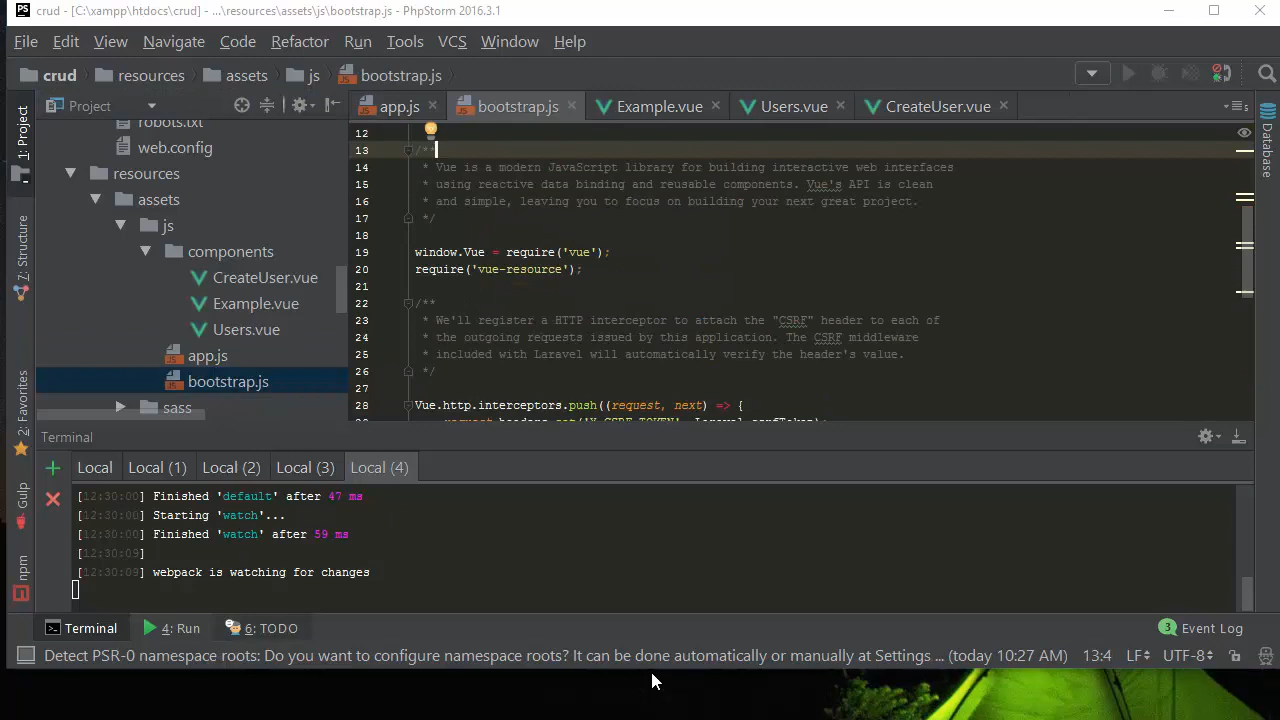 PS crud - [C:\xampp\htdocs\crud] - ...\resources\assets\js\bootstrap.js - PhpStorm 2016.3.1
File Edit View Navigate Code Refactor Run Tools VCS Window Help
crud resources assets js bootstrap.js
Project app.js bootstrap.js Example.vue Users.vue CreateUser.vue
1: Project
7: Structure
2: Favorites
Gulp
npm
Database
robots.txt
web.config
resources
assets
js
components
CreateUser.vue
Example.vue
Users.vue
app.js
bootstrap.js
sass
12
13 /**
14 * Vue is a modern JavaScript library for building interactive web interfaces
15 * using reactive data binding and reusable components. Vue's API is clean
16 * and simple, leaving you to focus on building your next great project.
17 */
18
19 window.Vue = require('vue');
20 require('vue-resource');
21
22 /**
23 * We'll register a HTTP interceptor to attach the "CSRF" header to each of
24 * the outgoing requests issued by this application. The CSRF middleware
25 * included with Laravel will automatically verify the header's value.
26 */
27
28 Vue.http.interceptors.push((request, next) => {
Terminal
Local Local (1) Local (2) Local (3) Local (4)
[12:30:00] Finished 'default' after 47 ms
[12:30:00] Starting 'watch'...
[12:30:00] Finished 'watch' after 59 ms
[12:30:09]
[12:30:09] webpack is watching for changes
Terminal 4: Run 6: TODO 3 Event Log
Detect PSR-0 namespace roots: Do you want to configure namespace roots? It can be done automatically or manually at Settings ... (today 10:27 AM) 13:4 LF UTF-8